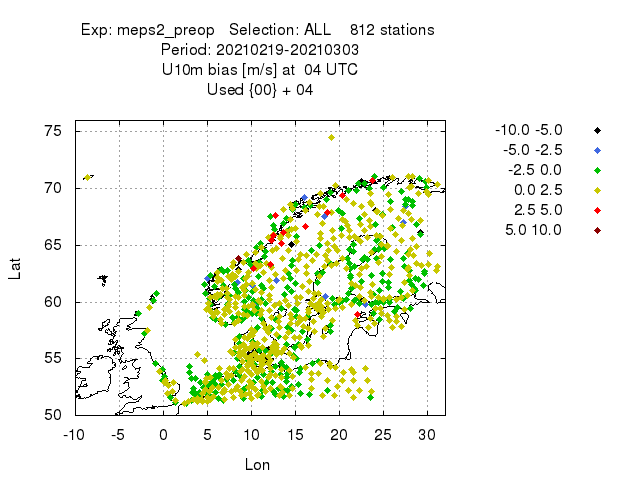 Exp: meps2_preop   Selection: ALL    812 stations
Period: 20210219-20210303
U10m bias [m/s] at  04 UTC
Used {00} + 04
-10.0 -5.0
-5.0 -2.5
-2.5 0.0
0.0 2.5
2.5 5.0
5.0 10.0
Lat
75
70
65
60
55
50
-10 -5 0 5 10 15 20 25 30
Lon